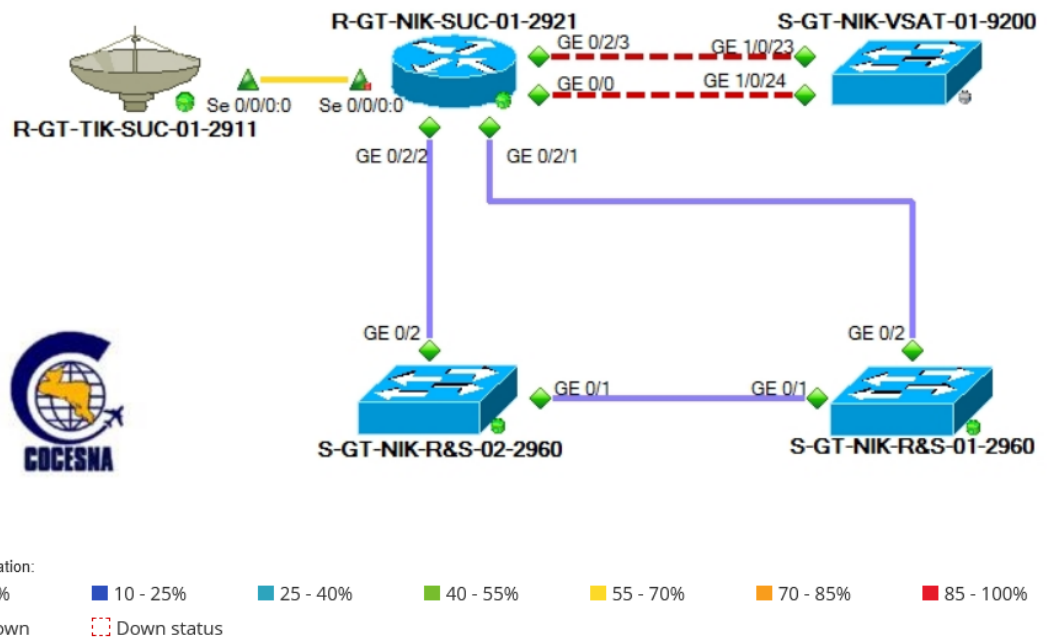 R-GT-NIK-SUC-01-2921
S-GT-NIK-VSAT-01-9200
GE 0/2/3
GE 1/0/23
GE 0/0
GE 1/0/24
Se 0/0/0:0
Se 0/0/0:0
R-GT-TIK-SUC-01-2911
GE 0/2/2
GE 0/2/1
GE 0/2
GE 0/2
GE 0/1
GE 0/1
S-GT-NIK-R&S-02-2960
S-GT-NIK-R&S-01-2960
COCESNA
ation:
%
10 - 25%
25 - 40%
40 - 55%
55 - 70%
70 - 85%
85 - 100%
own
Down status